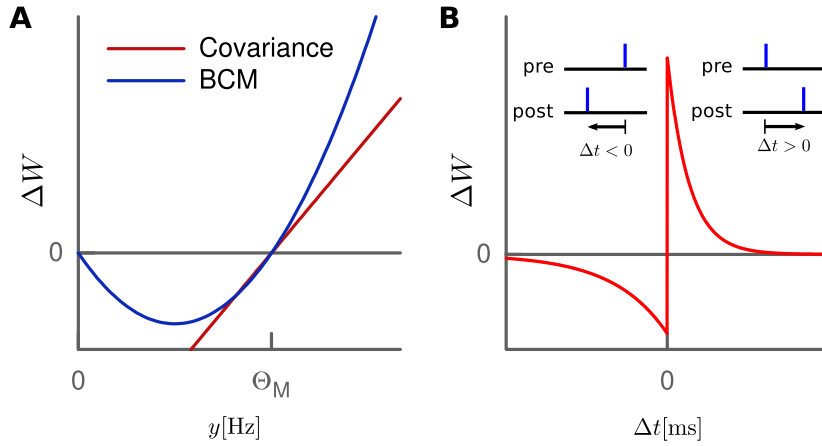 A
Covariance
BCM
ΔW
0
0
Θ_M
y[Hz]
B
pre
post
Δt < 0
pre
post
Δt > 0
ΔW
0
0
Δt[ms]